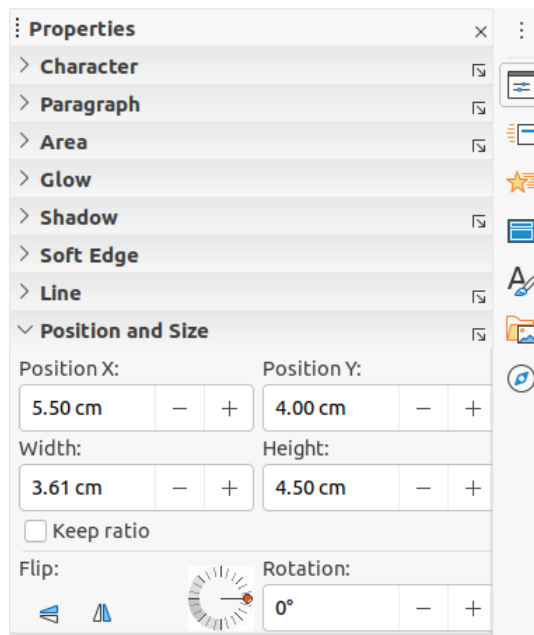 Properties
Character
Paragraph
Area
Glow
Shadow
Soft Edge
Line
Position and Size
Position X: Position Y:
5.50 cm − + 4.00 cm − +
Width: Height:
3.61 cm − + 4.50 cm − +
Keep ratio
Flip: Rotation:
0° − +